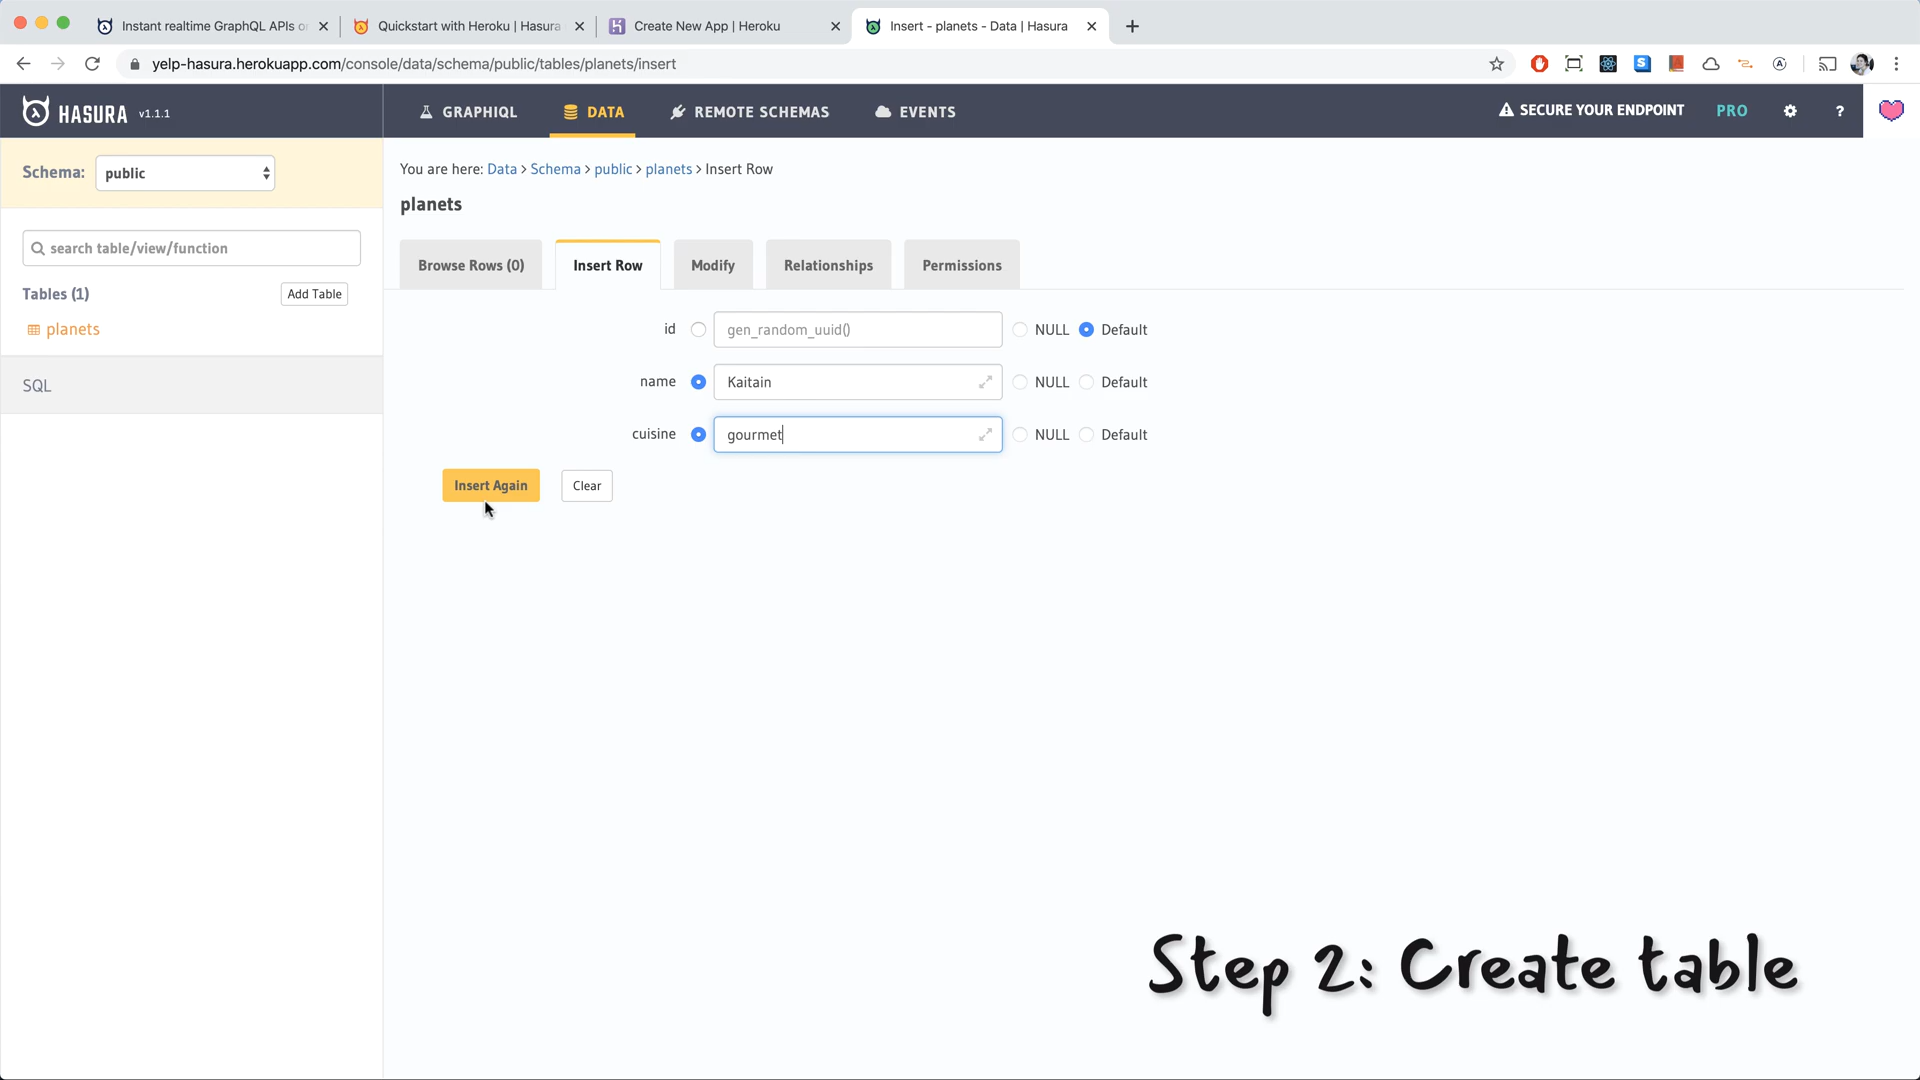 Instant realtime GraphQL APIs o
Quickstart with Heroku | Hasura
Create New App | Heroku
Insert - planets - Data | Hasura
yelp-hasura.herokuapp.com/console/data/schema/public/tables/planets/insert
HASURA v1.1.1
GRAPHIQL
DATA
REMOTE SCHEMAS
EVENTS
SECURE YOUR ENDPOINT
PRO
?
Schema: public
search table/view/function
Tables (1)
Add Table
planets
SQL
You are here: Data > Schema > public > planets > Insert Row
planets
Browse Rows (0)
Insert Row
Modify
Relationships
Permissions
id gen_random_uuid() NULL Default
name Kaitain NULL Default
cuisine gourmet NULL Default
Insert Again
Clear
Step 2: Create table